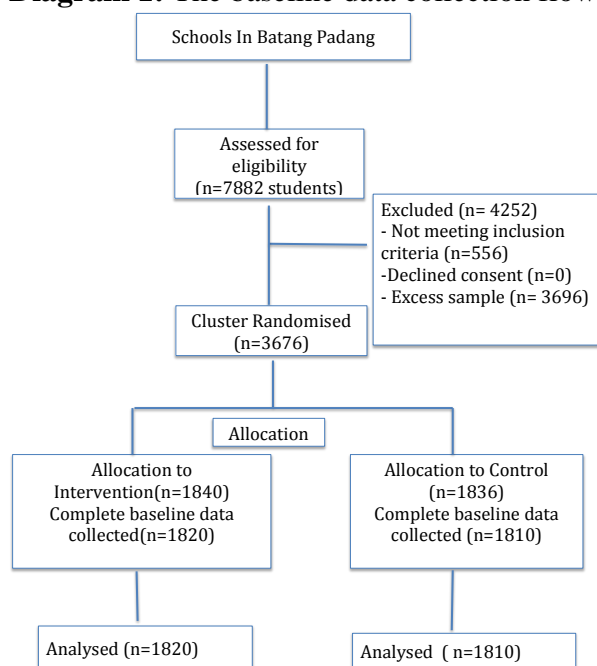 Schools In Batang Padang
Assessed for
eligibility
(n=7882 students)
Excluded (n= 4252)
- Not meeting inclusion
criteria (n=556)
-Declined consent (n=0)
- Excess sample (n= 3696)
Cluster Randomised
(n=3676)
Allocation
Allocation to
Intervention(n=1840)
Complete baseline data
collected(n=1820)
Allocation to Control
(n=1836)
Complete baseline data
collected (n=1810)
Analysed (n=1820)
Analysed ( n=1810)